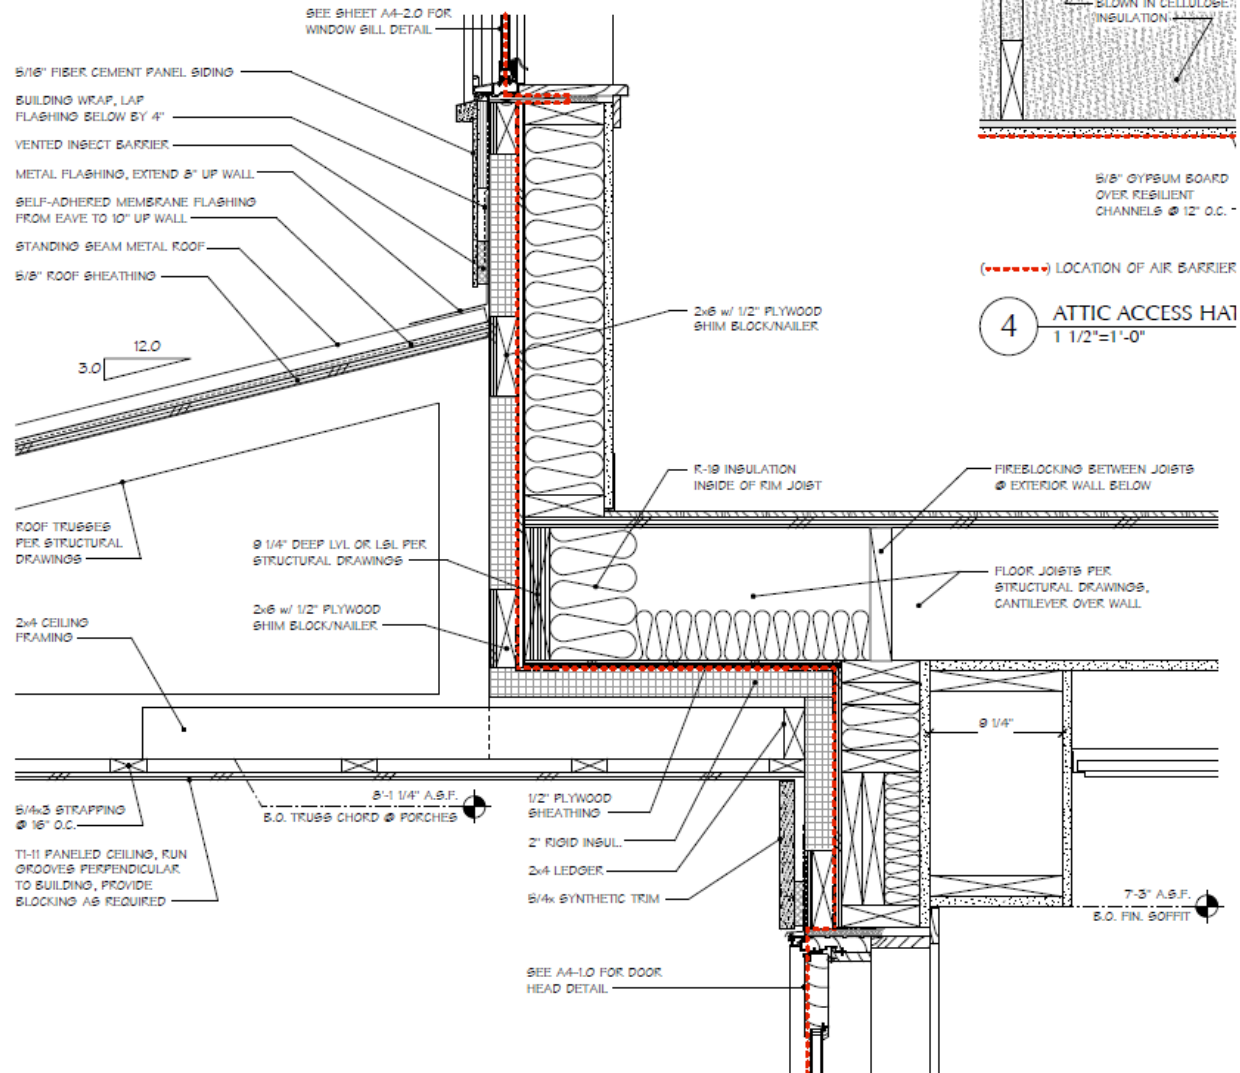 SEE SHEET A4-2.0 FOR
WINDOW SILL DETAIL
5/16" FIBER CEMENT PANEL SIDING
BUILDING WRAP, LAP
FLASHING BELOW BY 4"
VENTED INSECT BARRIER
METAL FLASHING, EXTEND 8" UP WALL
SELF-ADHERED MEMBRANE FLASHING
FROM EAVE TO 10" UP WALL
STANDING SEAM METAL ROOF
5/8" ROOF SHEATHING
12.0
3.0
ROOF TRUSSES
PER STRUCTURAL
DRAWINGS
2x4 CEILING
FRAMING
9 1/4" DEEP LVL OR LSL PER
STRUCTURAL DRAWINGS
2x6 w/ 1/2" PLYWOOD
SHIM BLOCK/NAILER
5/4x3 STRAPPING
@ 16" O.C.
T1-11 PANELED CEILING, RUN
GROOVES PERPENDICULAR
TO BUILDING, PROVIDE
BLOCKING AS REQUIRED
8'-1 1/4" A.S.F.
B.O. TRUSS CHORD @ PORCHES
1/2" PLYWOOD
SHEATHING
2" RIGID INSUL.
2x4 LEDGER
5/4x SYNTHETIC TRIM
SEE A4-1.0 FOR DOOR
HEAD DETAIL
2x6 w/ 1/2" PLYWOOD
SHIM BLOCK/NAILER
R-19 INSULATION
INSIDE OF RIM JOIST
FIREBLOCKING BETWEEN JOISTS
@ EXTERIOR WALL BELOW
FLOOR JOISTS PER
STRUCTURAL DRAWINGS,
CANTILEVER OVER WALL
9 1/4"
7'-3" A.S.F.
B.O. FIN. SOFFIT
BLOWN IN CELLULOSE
INSULATION
5/8" GYPSUM BOARD
OVER RESILIENT
CHANNELS @ 12" O.C.
( ) LOCATION OF AIR BARRIER
4
ATTIC ACCESS HAT
1 1/2"=1'-0"